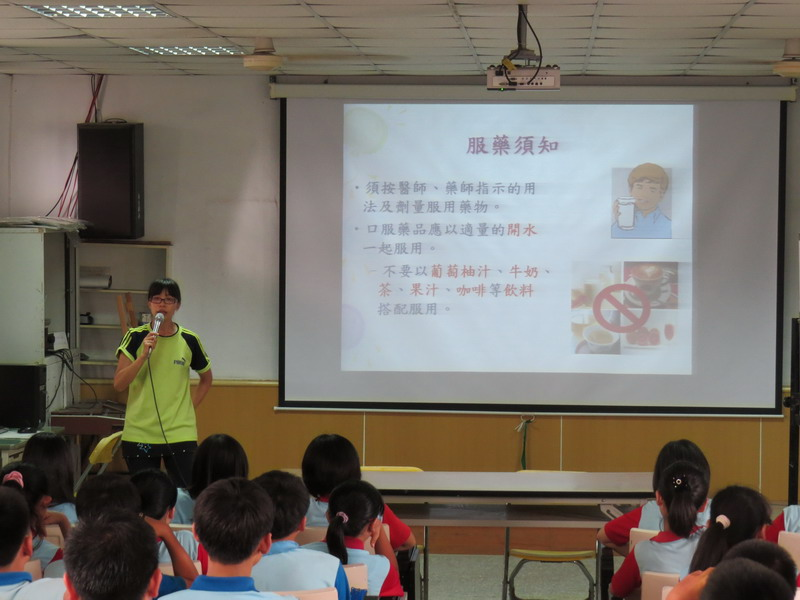 服藥須知
・須按醫師、藥師指示的用
法及劑量服用藥物。
・口服藥品應以適量的開水
一起服用。
– 不要以葡萄柚汁、牛奶、
茶、果汁、咖啡等飲料
搭配服用。